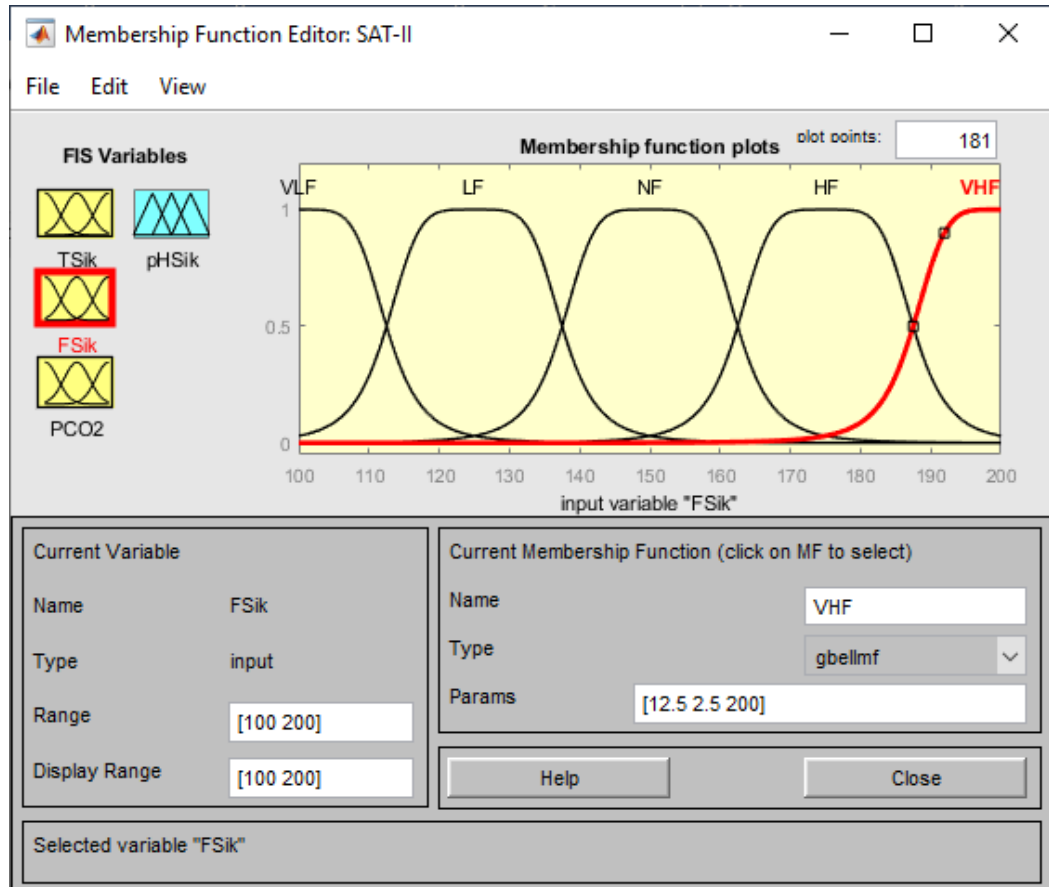 Membership Function Editor: SAT-II
File Edit View
FIS Variables
TSik
pHSik
FSik
PCO2
Membership function plots
plot points:
181
VLF LF NF HF VHF
1
0.5
0
100 110 120 130 140 150 160 170 180 190 200
input variable "FSik"
Current Variable
Name FSik
Type input
Range [100 200]
Display Range [100 200]
Current Membership Function (click on MF to select)
Name VHF
Type gbellmf
Params [12.5 2.5 200]
Help Close
Selected variable "FSik"